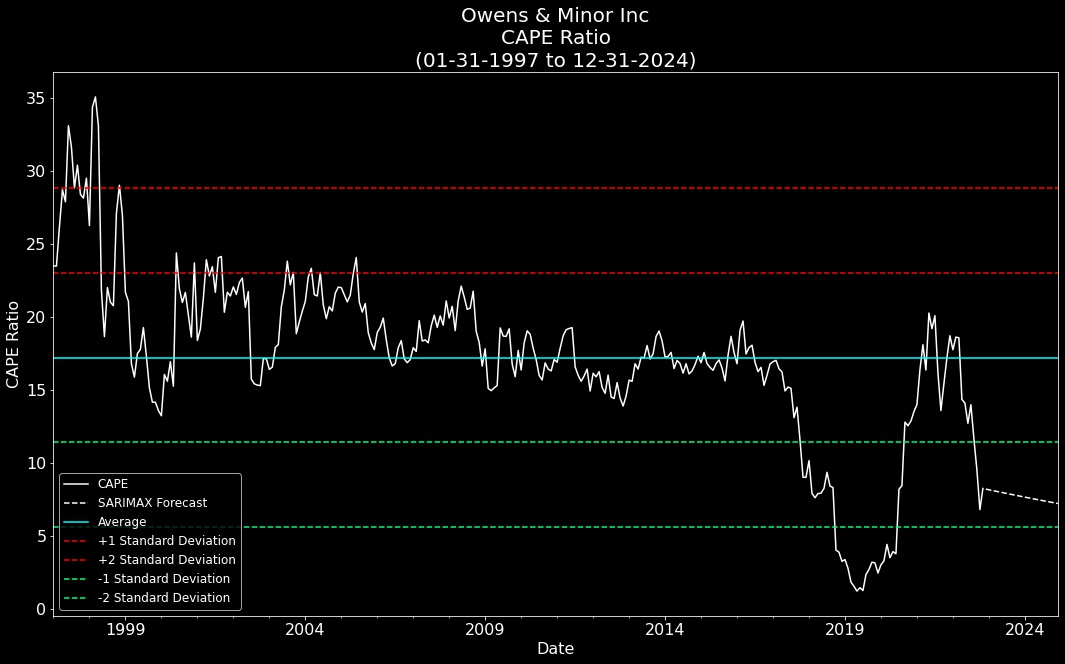 Owens & Minor Inc
CAPE Ratio
(01-31-1997 to 12-31-2024)
CAPE Ratio
35
30
25
20
15
10
5
0
CAPE
SARIMAX Forecast
Average
+1 Standard Deviation
+2 Standard Deviation
-1 Standard Deviation
-2 Standard Deviation
1999
2004
2009
2014
2019
2024
Date